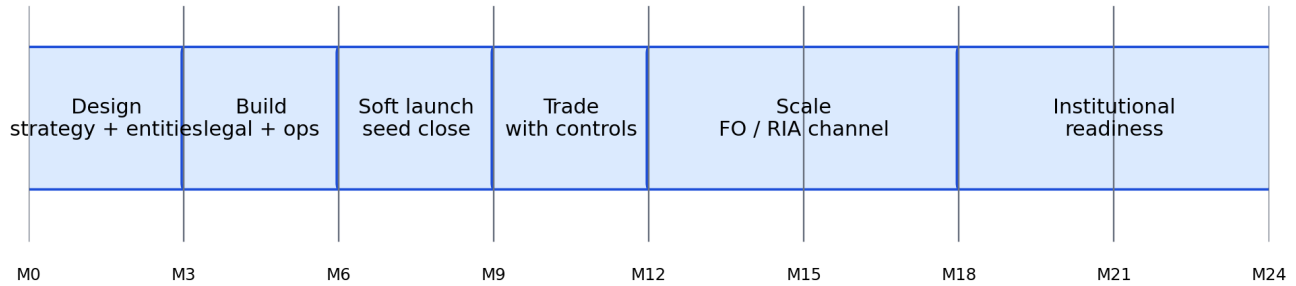 Design
strategy + entities
Build
legal + ops
Soft launch
seed close
Trade
with controls
Scale
FO / RIA channel
Institutional
readiness
M0 M3 M6 M9 M12 M15 M18 M21 M24